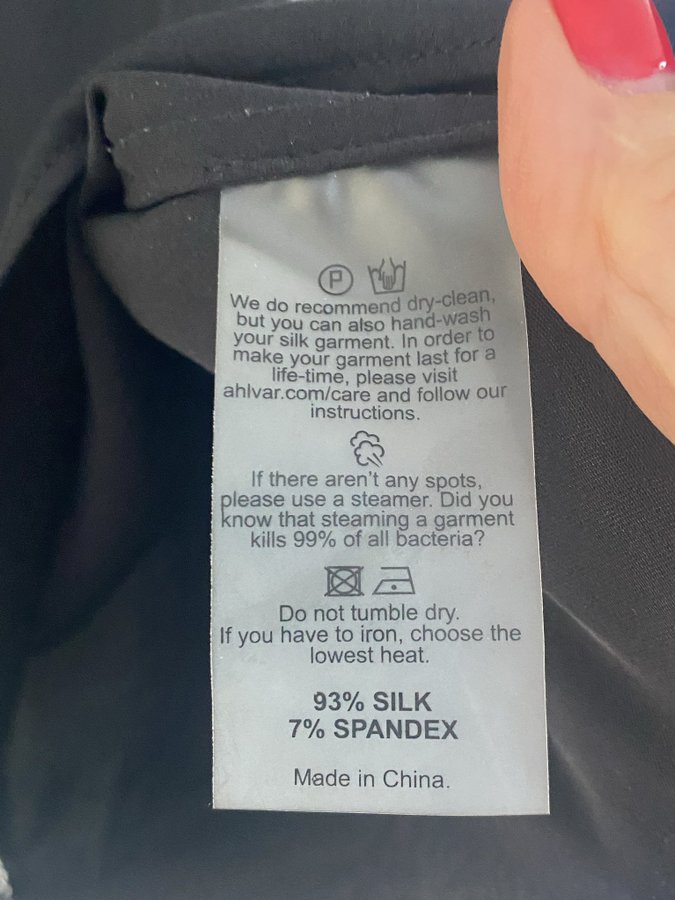 P
We do recommend dry-clean,
but you can also hand-wash
your silk garment. In order to
make your garment last for a
life-time, please visit
ahlvar.com/care and follow our
instructions.
If there aren't any spots,
please use a steamer. Did you
know that steaming a garment
kills 99% of all bacteria?
Do not tumble dry.
If you have to iron, choose the
lowest heat.
93% SILK
7% SPANDEX
Made in China.